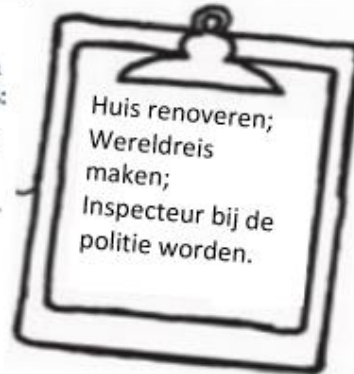 Huis renoveren;
Wereldreis
maken;
Inspecteur bij de
politie worden.